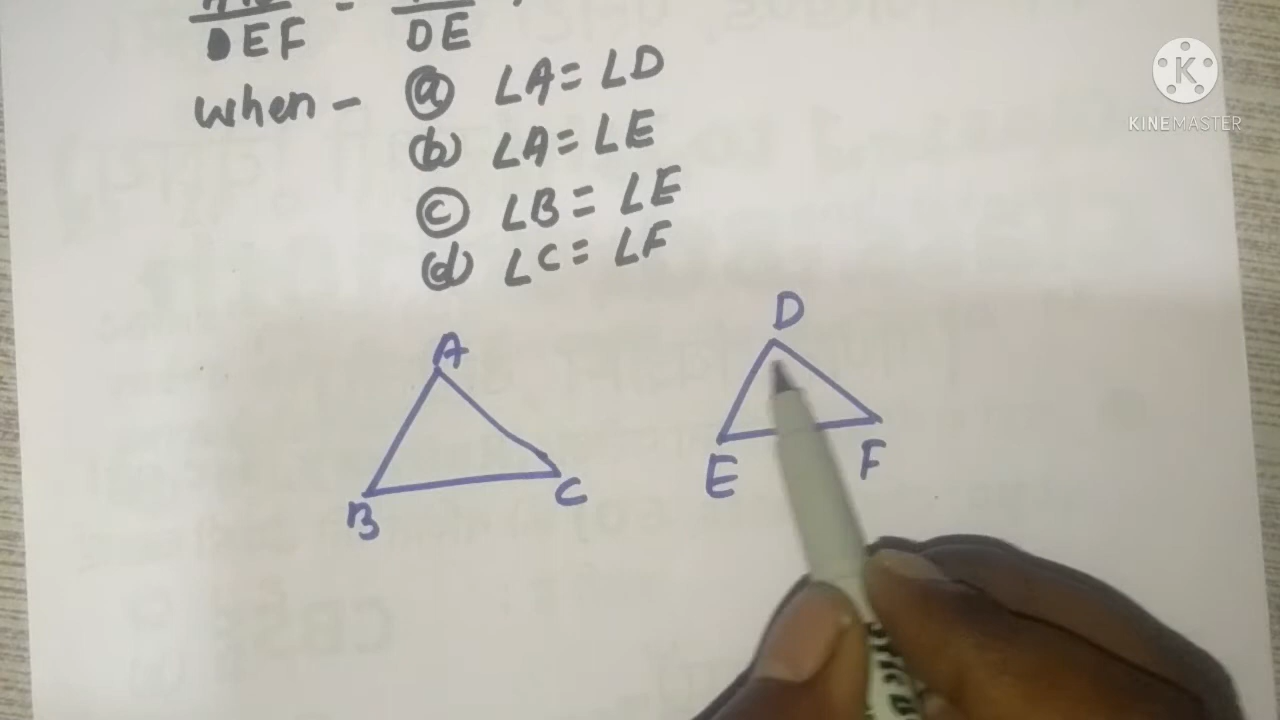 DEF DE
when - (a) ∠A = ∠D
(b) ∠A = ∠E
(c) ∠B = ∠E
(d) ∠C = ∠F
A
B
C
D
E
F
KINEMASTER